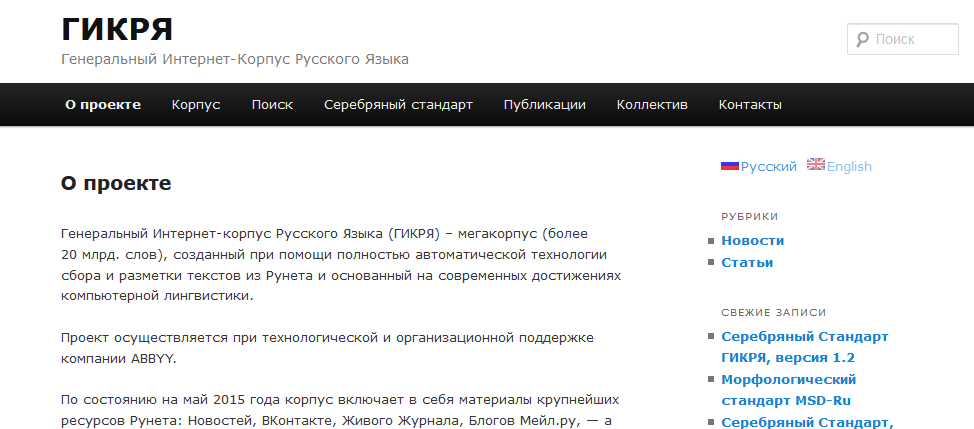 ГИКРЯ
Генеральный Интернет-Корпус Русского Языка
Поиск
О проекте Корпус Поиск Серебряный стандарт Публикации Коллектив Контакты
Русский English
О проекте
Генеральный Интернет-корпус Русского Языка (ГИКРЯ) – мегакорпус (более
20 млрд. слов), созданный при помощи полностью автоматической технологии
сбора и разметки текстов из Рунета и основанный на современных достижениях
компьютерной лингвистики.
Проект осуществляется при технологической и организационной поддержке
компании ABBYY.
По состоянию на май 2015 года корпус включает в себя материалы крупнейших
ресурсов Рунета: Новостей, ВКонтакте, Живого Журнала, Блогов Мейл.ру, — а
РУБРИКИ
Новости
Статьи
СВЕЖИЕ ЗАПИСИ
Серебряный Стандарт
ГИКРЯ, версия 1.2
Морфологический
стандарт MSD-Ru
Серебряный Стандарт,